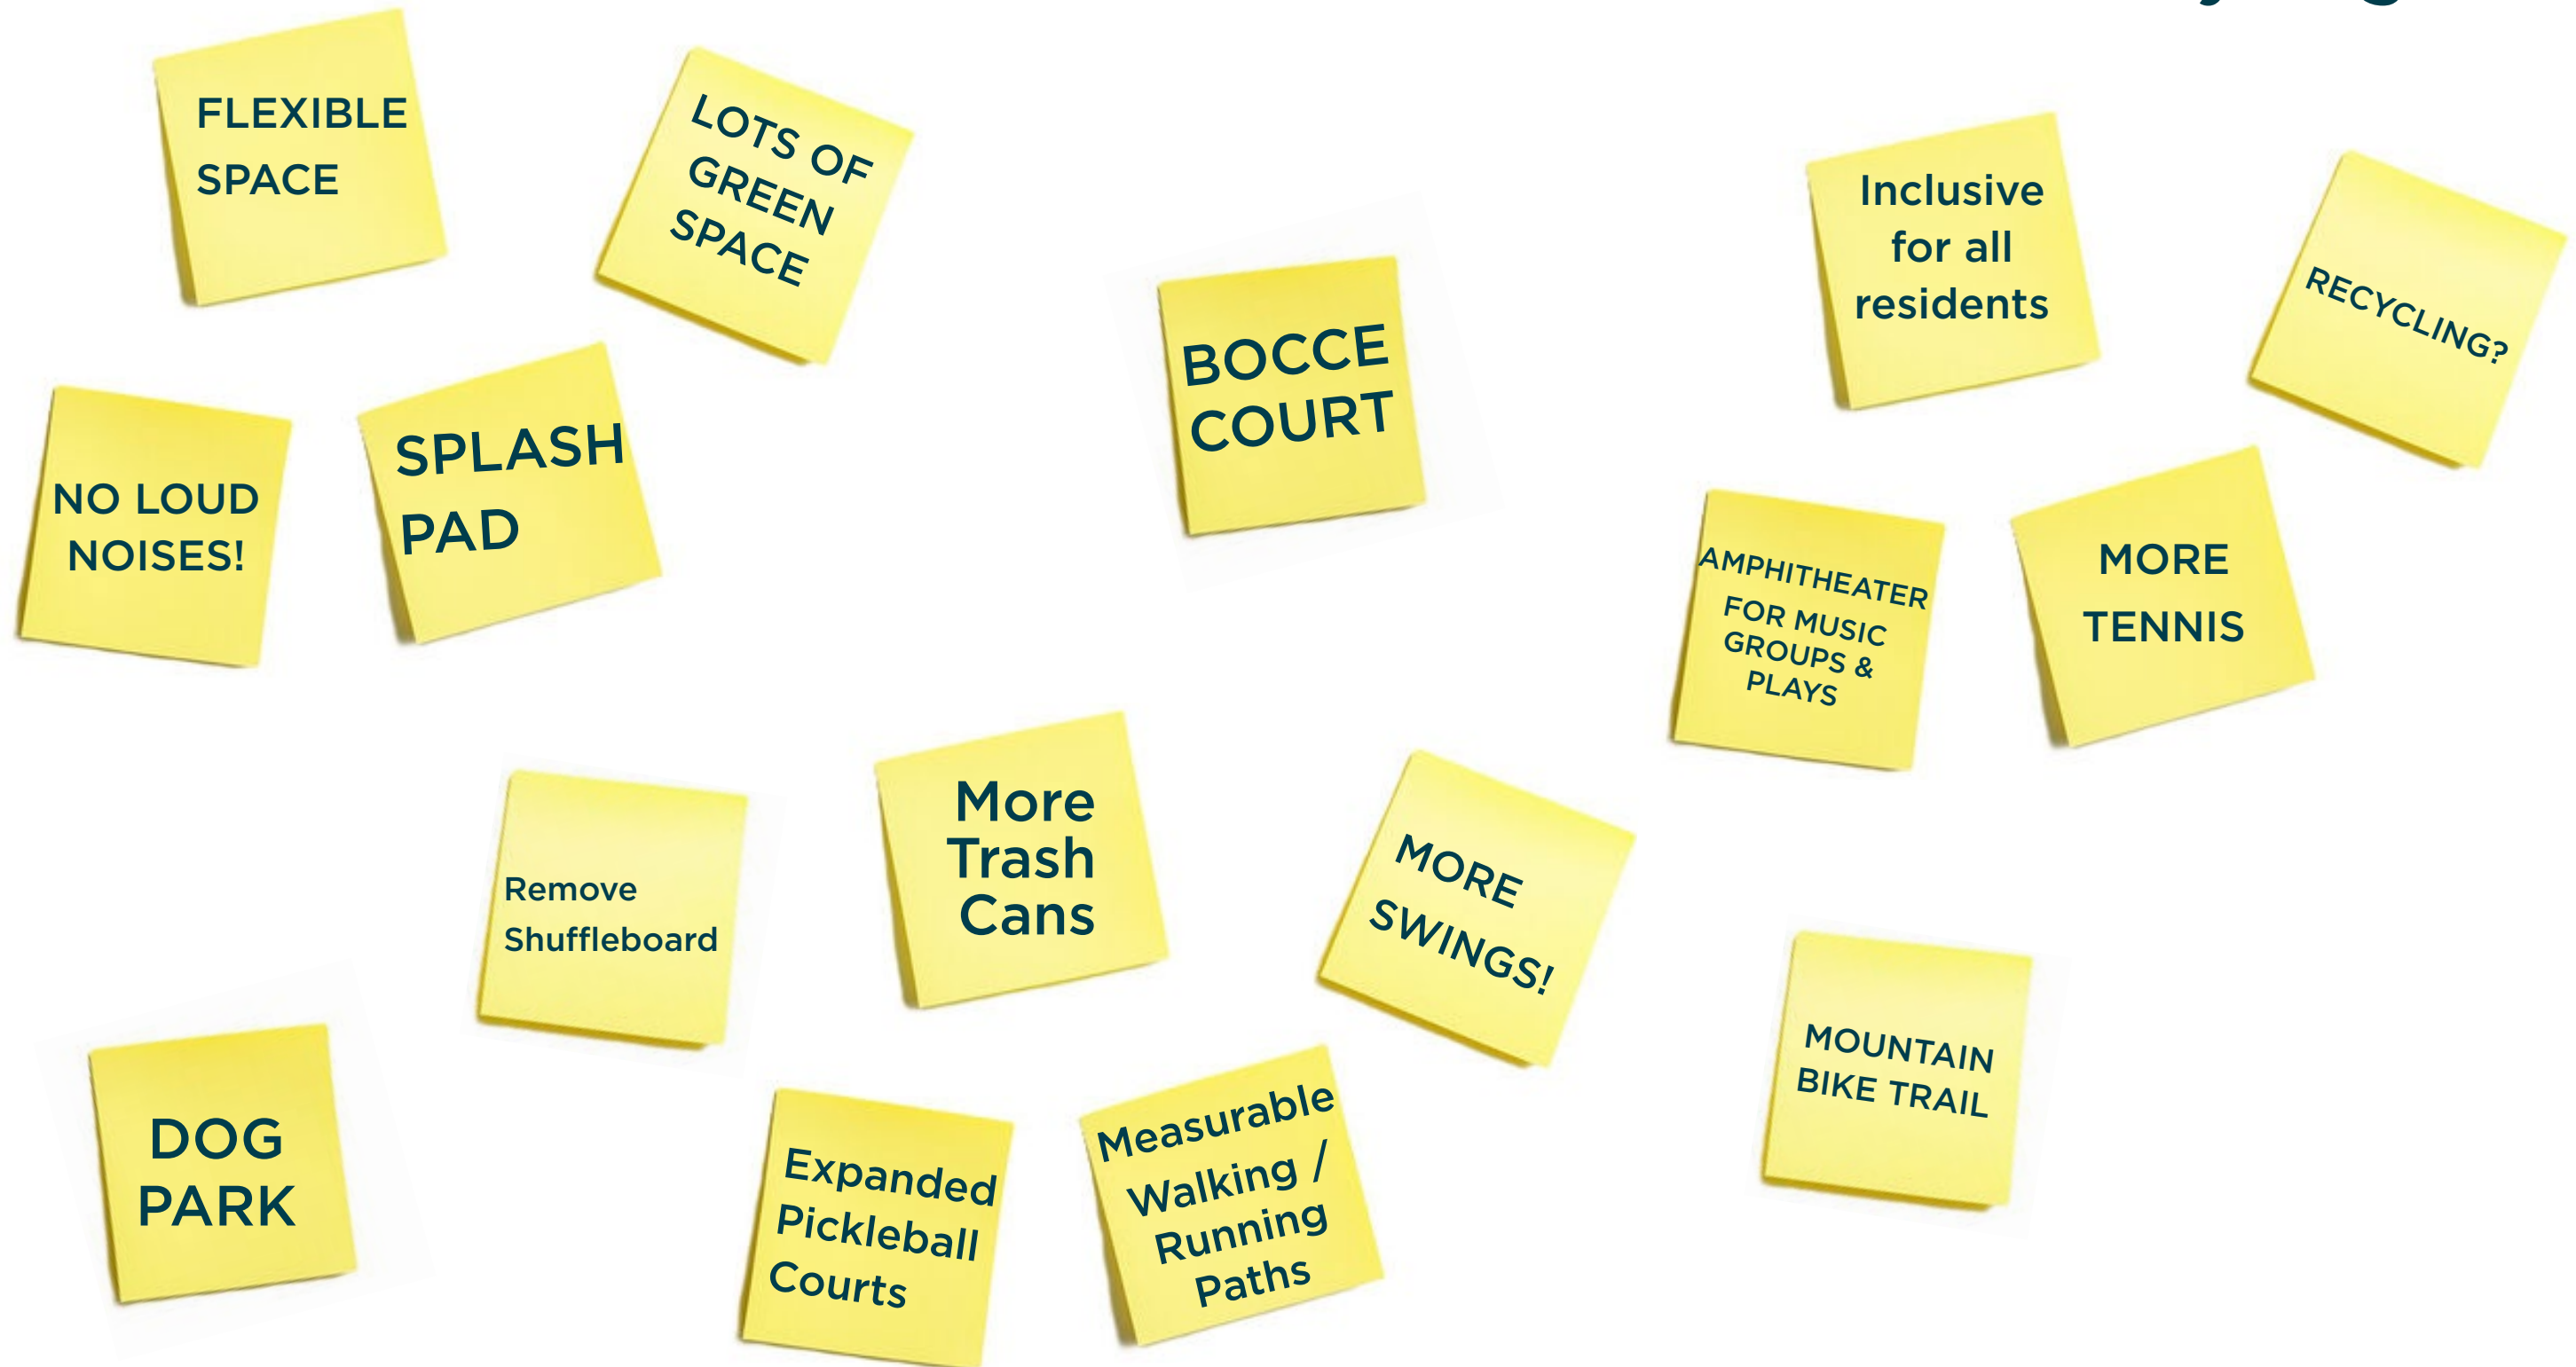 FLEXIBLE
SPACE
LOTS OF
GREEN
SPACE
BOCCE
COURT
Inclusive
for all
residents
RECYCLING?
NO LOUD
NOISES!
SPLASH
PAD
AMPHITHEATER
FOR MUSIC
GROUPS &
PLAYS
MORE
TENNIS
Remove
Shuffleboard
More
Trash
Cans
MORE
SWINGS!
MOUNTAIN
BIKE TRAIL
DOG
PARK
Expanded
Pickleball
Courts
Measurable
Walking /
Running
Paths